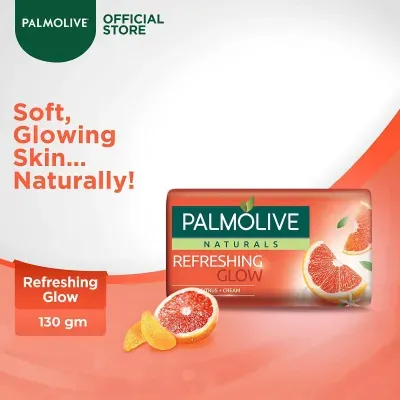 PALMOLIVE
OFFICIAL
STORE
Soft,
Glowing
Skin...
Naturally!
PALMOLIVE
NATURALS
REFRESHING
GLOW
CITRUS + CREAM
Refreshing
Glow
130 gm